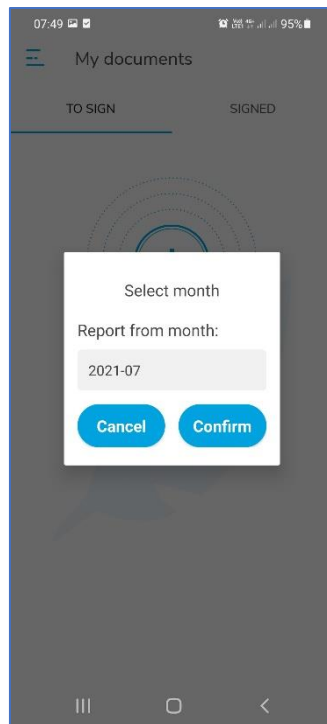 07:49 95%
My documents
TO SIGN SIGNED
Select month
Report from month:
2021-07
Cancel Confirm